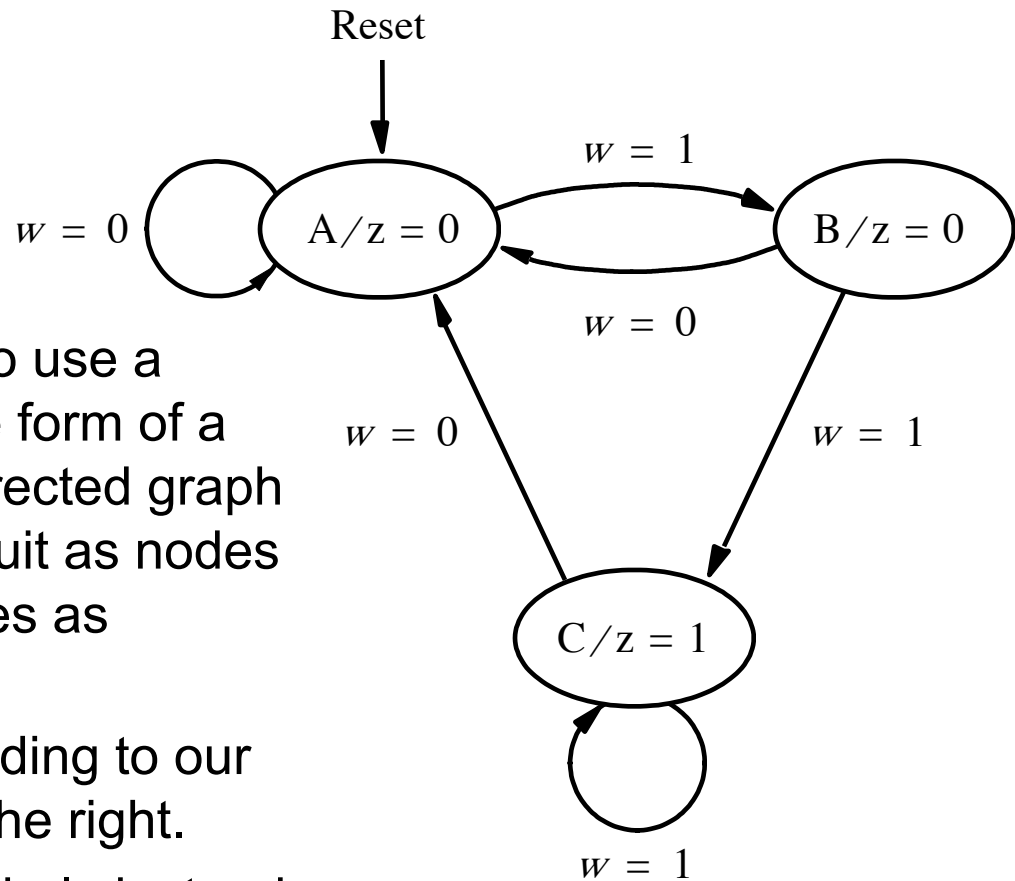 Reset
w = 1
w = 0
A/z = 0
B/z = 0
w = 0
o use a
form of a
w = 0
w = 1
rected graph
uit as nodes
es as
C/z = 1
ding to our
he right.
w = 1